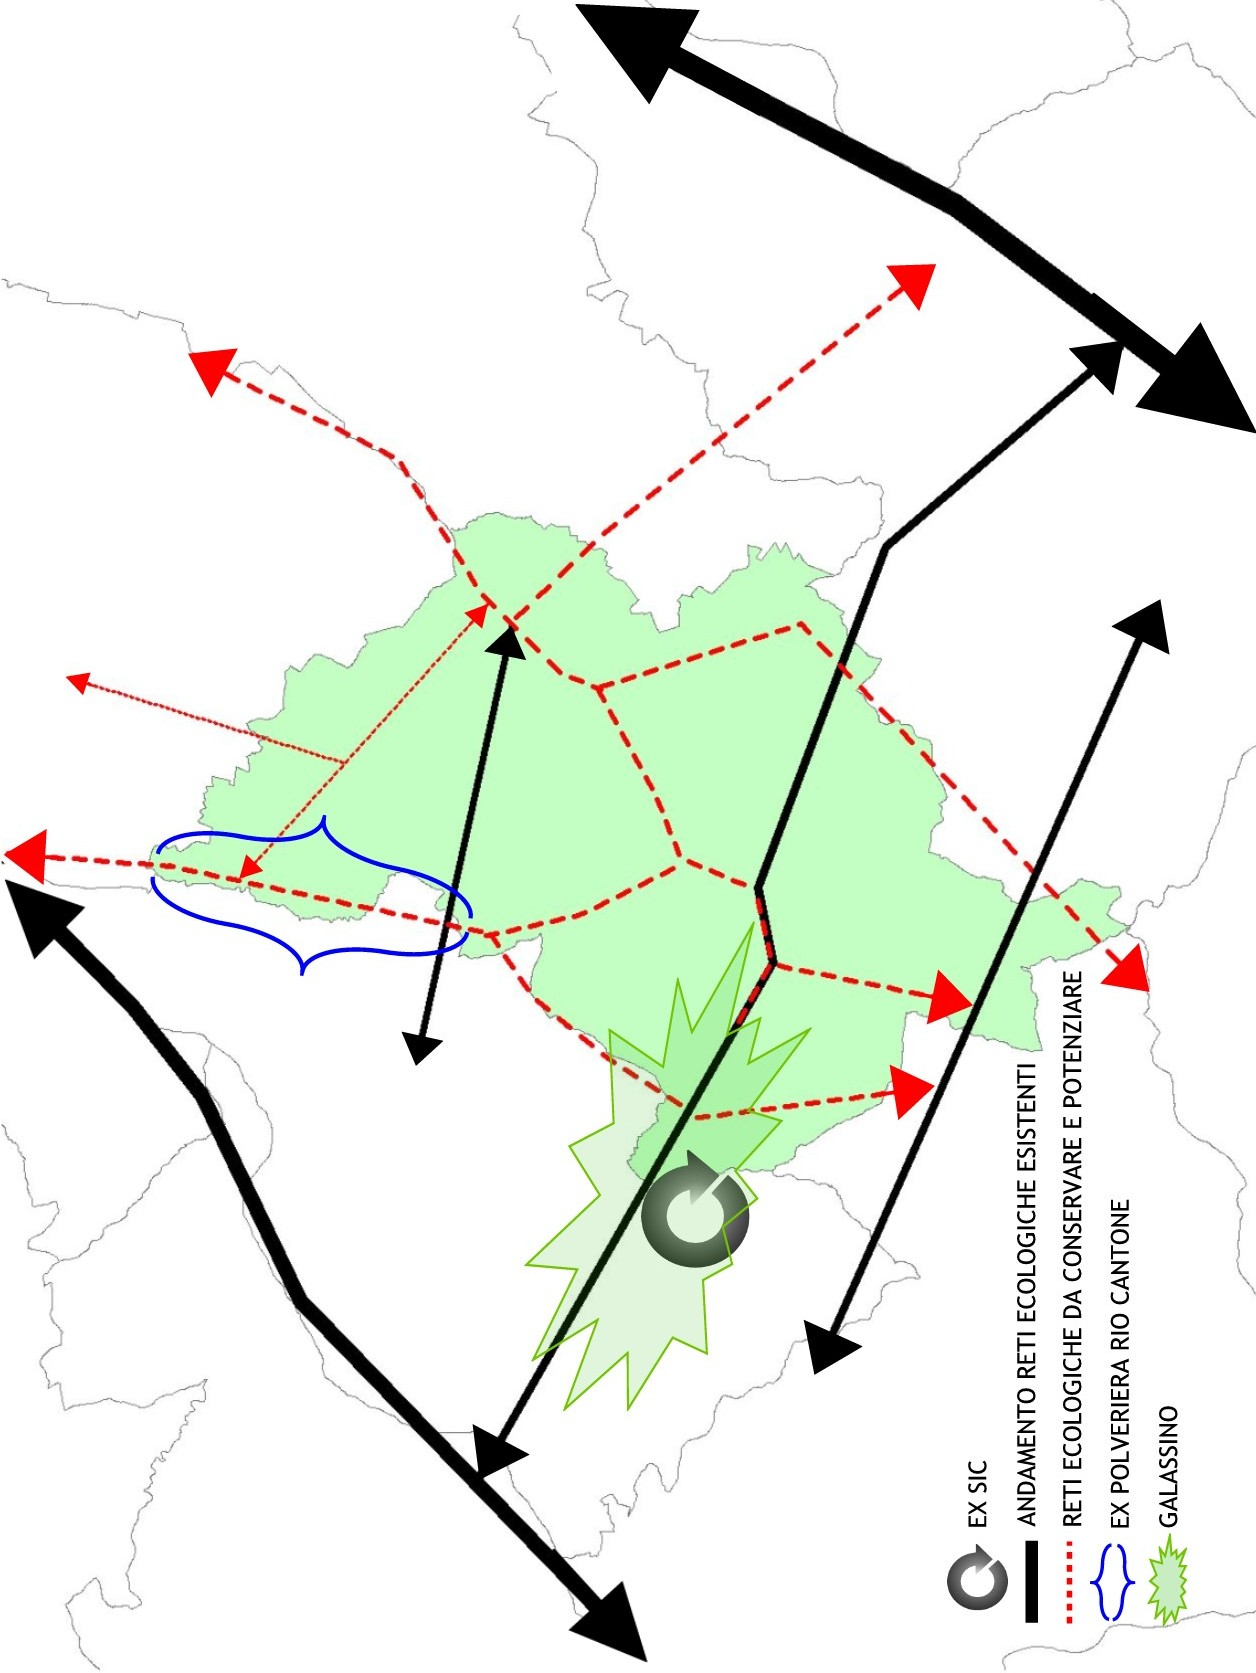 EX SIC
ANDAMENTO RETI ECOLOGICHE ESISTENTI
RETI ECOLOGICHE DA CONSERVARE E POTENZIARE
EX POLVERIERA RIO CANTONE
GALASSINO